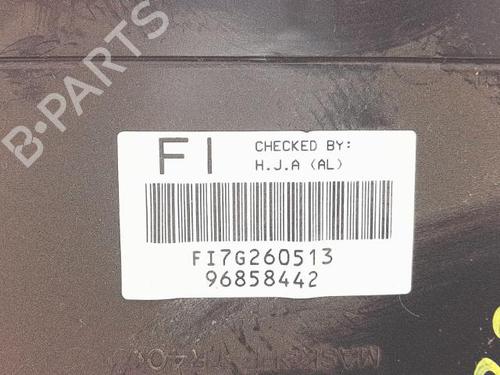 B-PARTS
FI
CHECKED BY:
H.J.A (AL)
FI7G260513
96858442